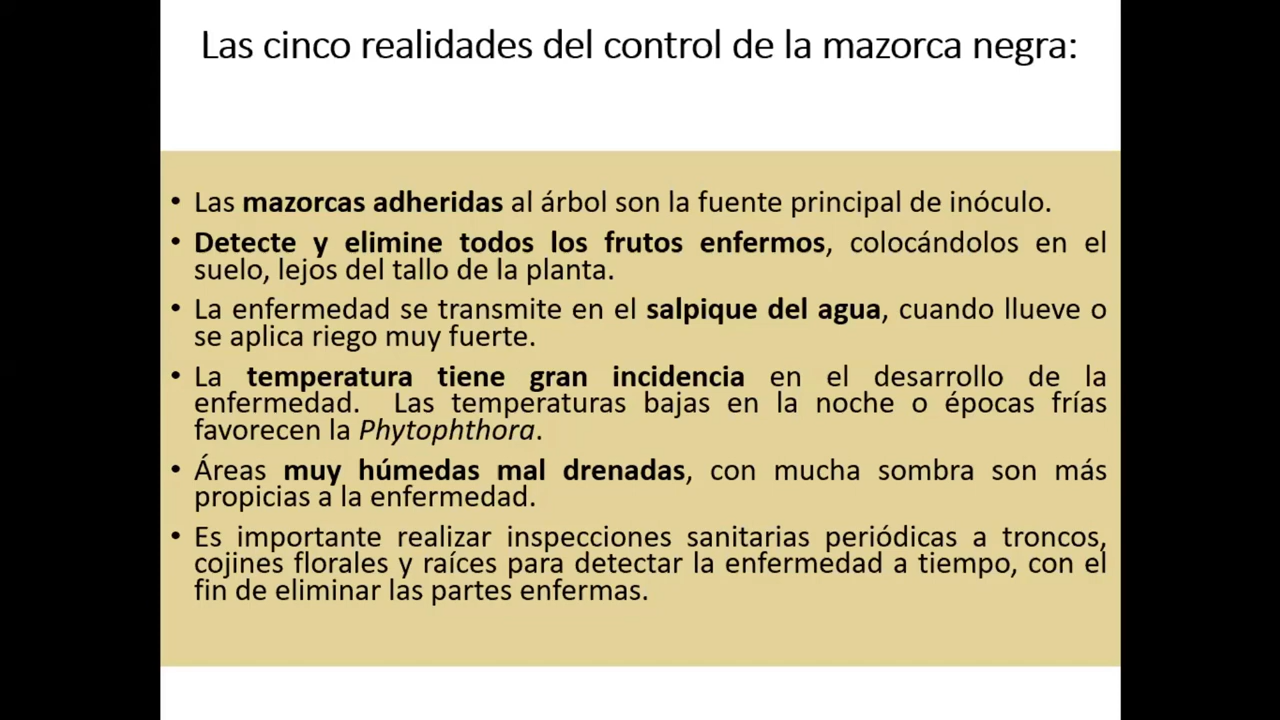 Las cinco realidades del control de la mazorca negra:
• Las mazorcas adheridas al árbol son la fuente principal de inóculo.
• Detecte y elimine todos los frutos enfermos, colocándolos en el
suelo, lejos del tallo de la planta.
• La enfermedad se transmite en el salpique del agua, cuando llueve o
se aplica riego muy fuerte.
• La temperatura tiene gran incidencia en el desarrollo de la
enfermedad. Las temperaturas bajas en la noche o épocas frías
favorecen la Phytophthora.
• Áreas muy húmedas mal drenadas, con mucha sombra son más
propicias a la enfermedad.
• Es importante realizar inspecciones sanitarias periódicas a troncos,
cojines florales y raíces para detectar la enfermedad a tiempo, con el
fin de eliminar las partes enfermas.